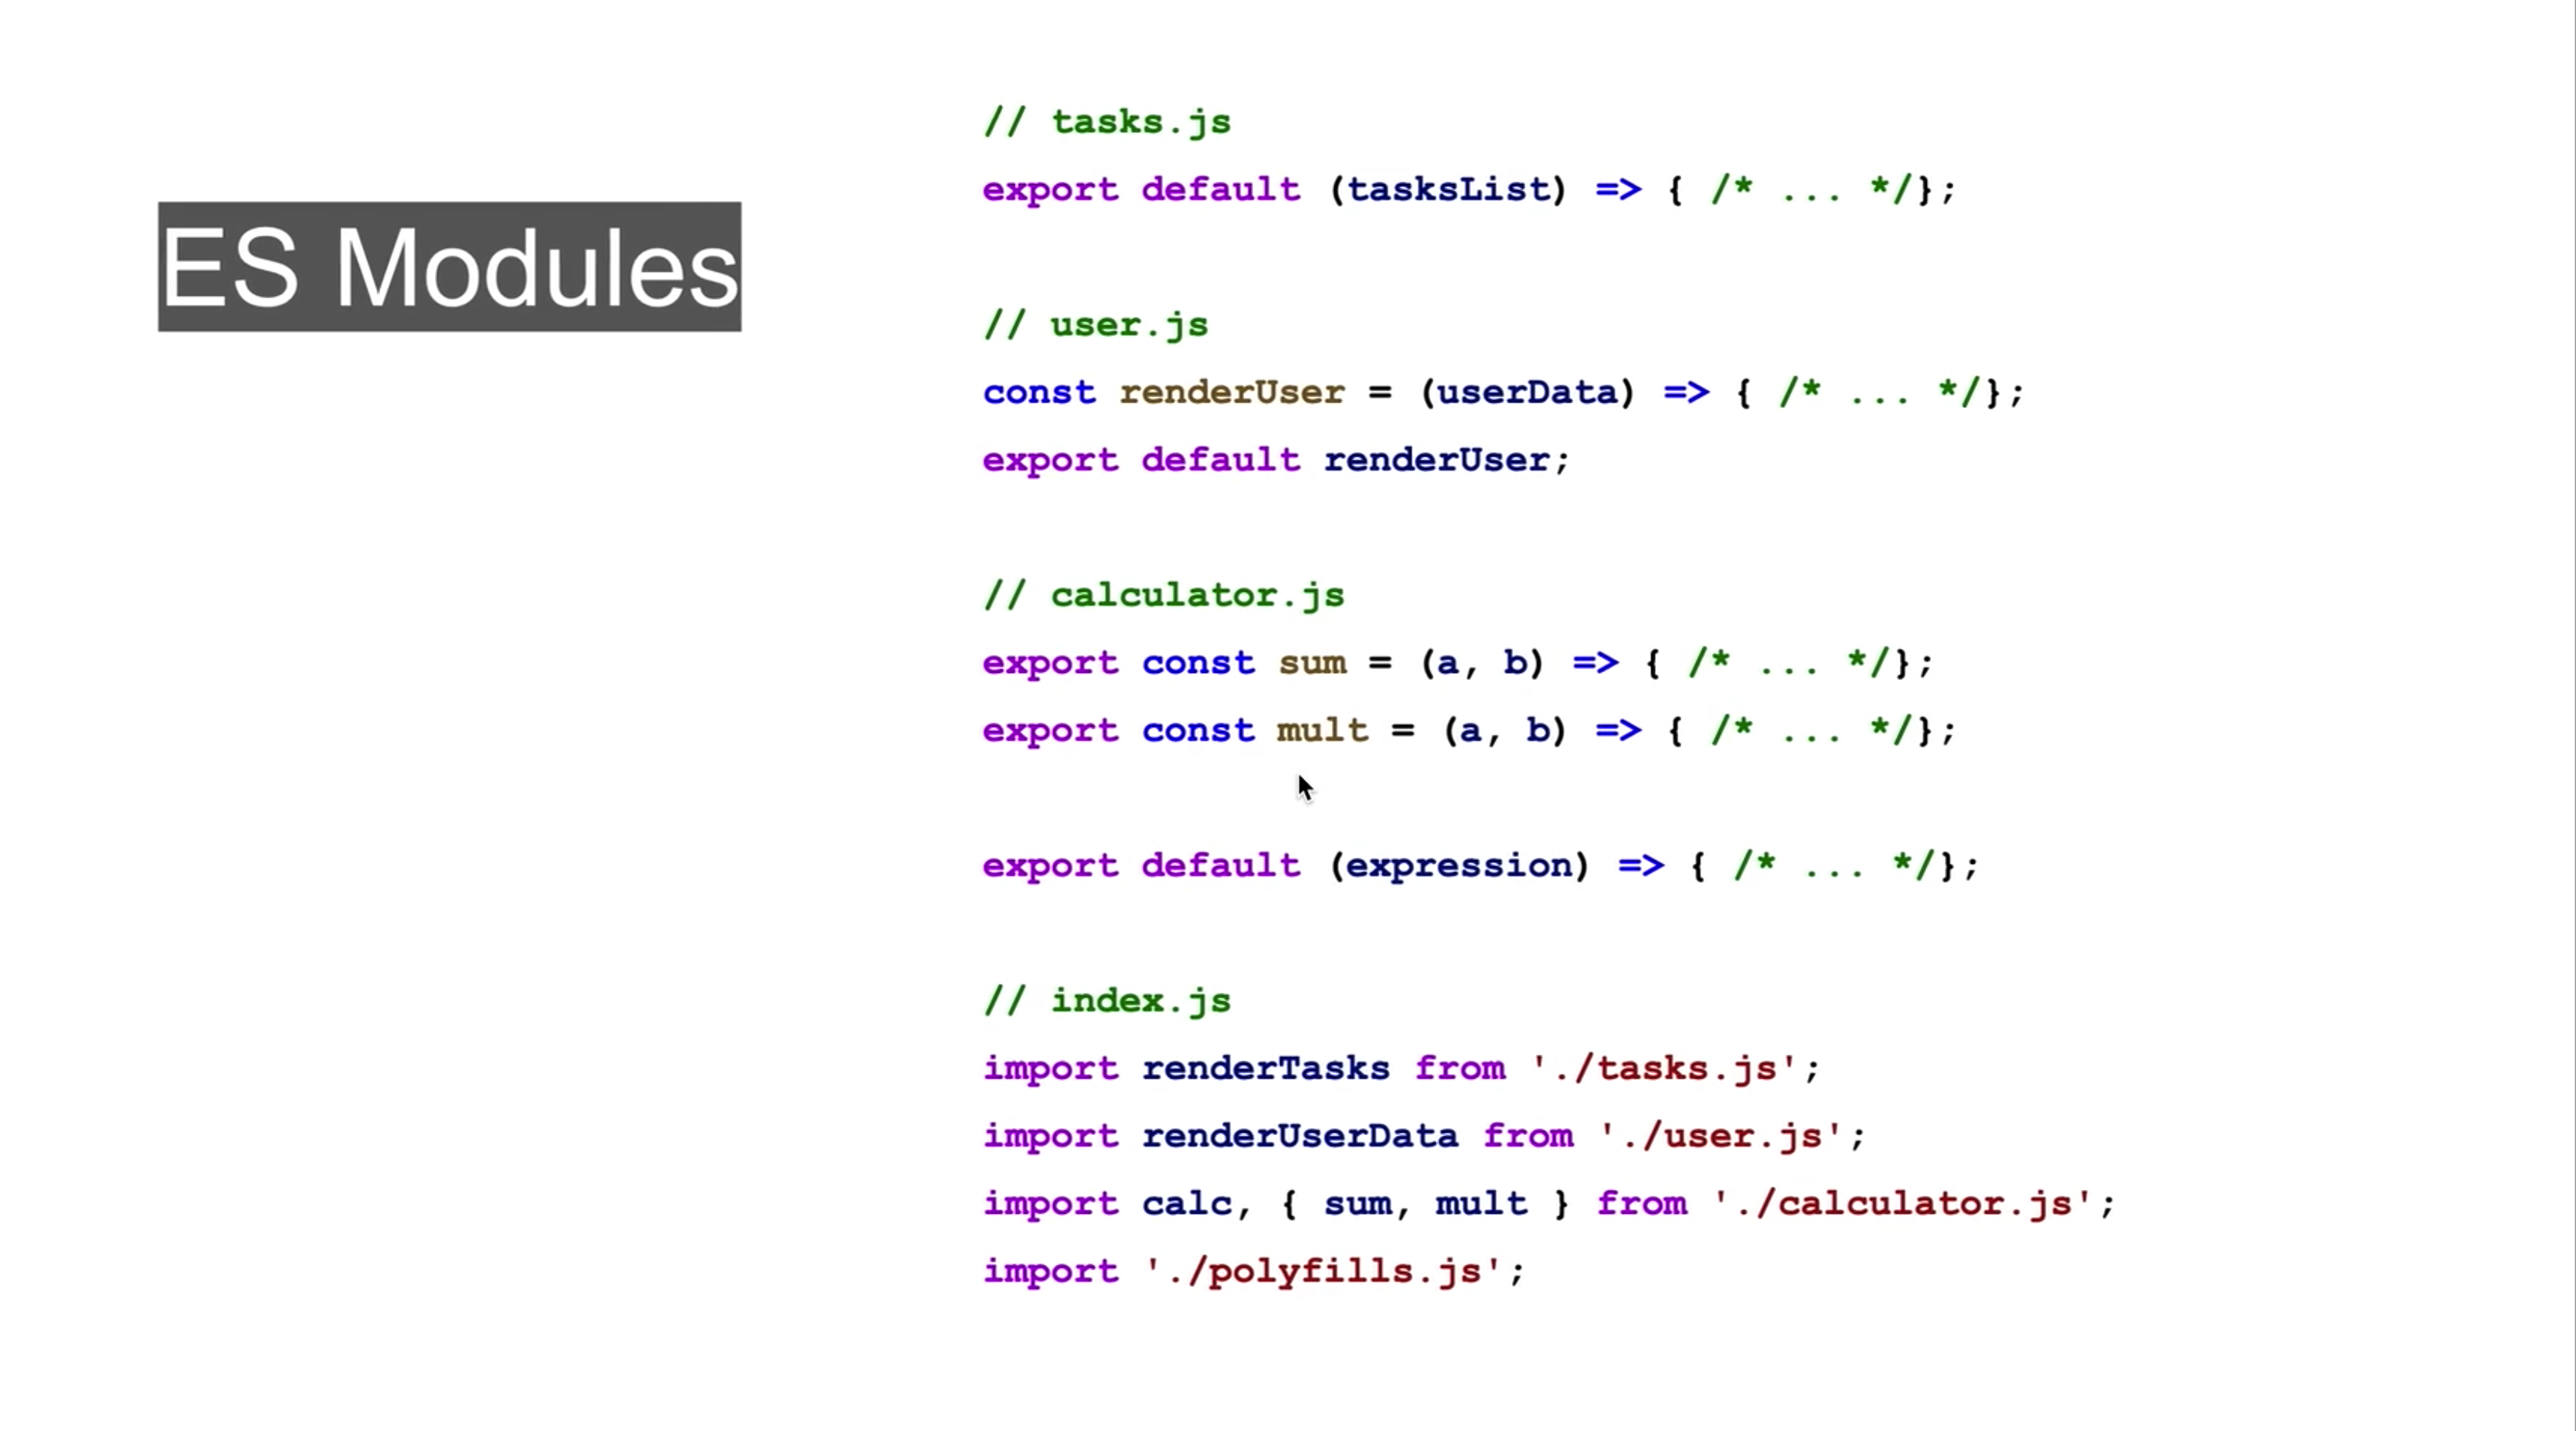 ES Modules
// tasks.js
export default (tasksList) => { /* ... */};
// user.js
const renderUser = (userData) => { /* ... */};
export default renderUser;
// calculator.js
export const sum = (a, b) => { /* ... */};
export const mult = (a, b) => { /* ... */};
export default (expression) => { /* ... */};
// index.js
import renderTasks from './tasks.js';
import renderUserData from './user.js';
import calc, { sum, mult } from './calculator.js';
import './polyfills.js';